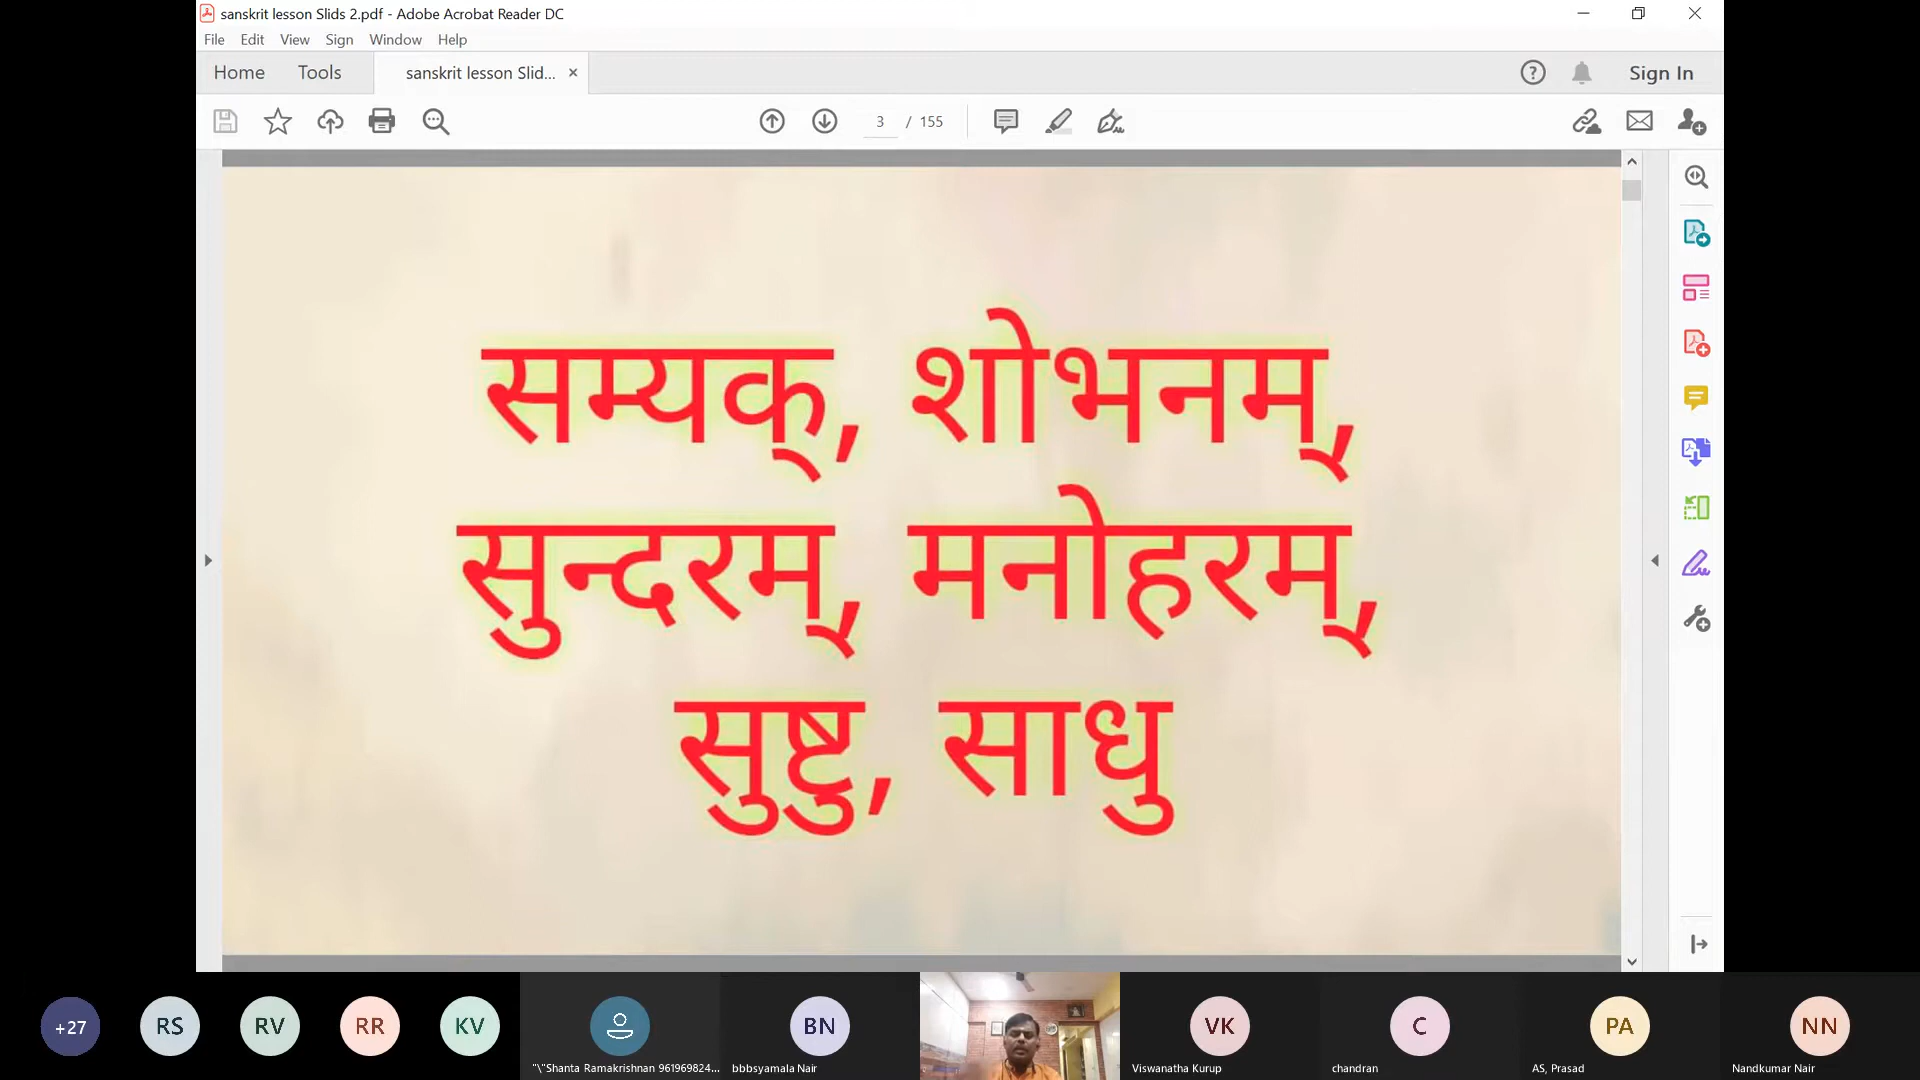 sanskrit lesson Slids 2.pdf - Adobe Acrobat Reader DC
File Edit View Sign Window Help
Home Tools sanskrit lesson Slid... × Sign In
3 / 155
सम्यक्, शोभनम्,
सुन्दरम्, मनोहरम्,
सुष्टु, साधु
+27 RS RV RR KV BN VK C PA NN
"\"Shanta Ramakrishnan 961969824... bbbsyamala Nair Viswanatha Kurup chandran AS, Prasad Nandkumar Nair